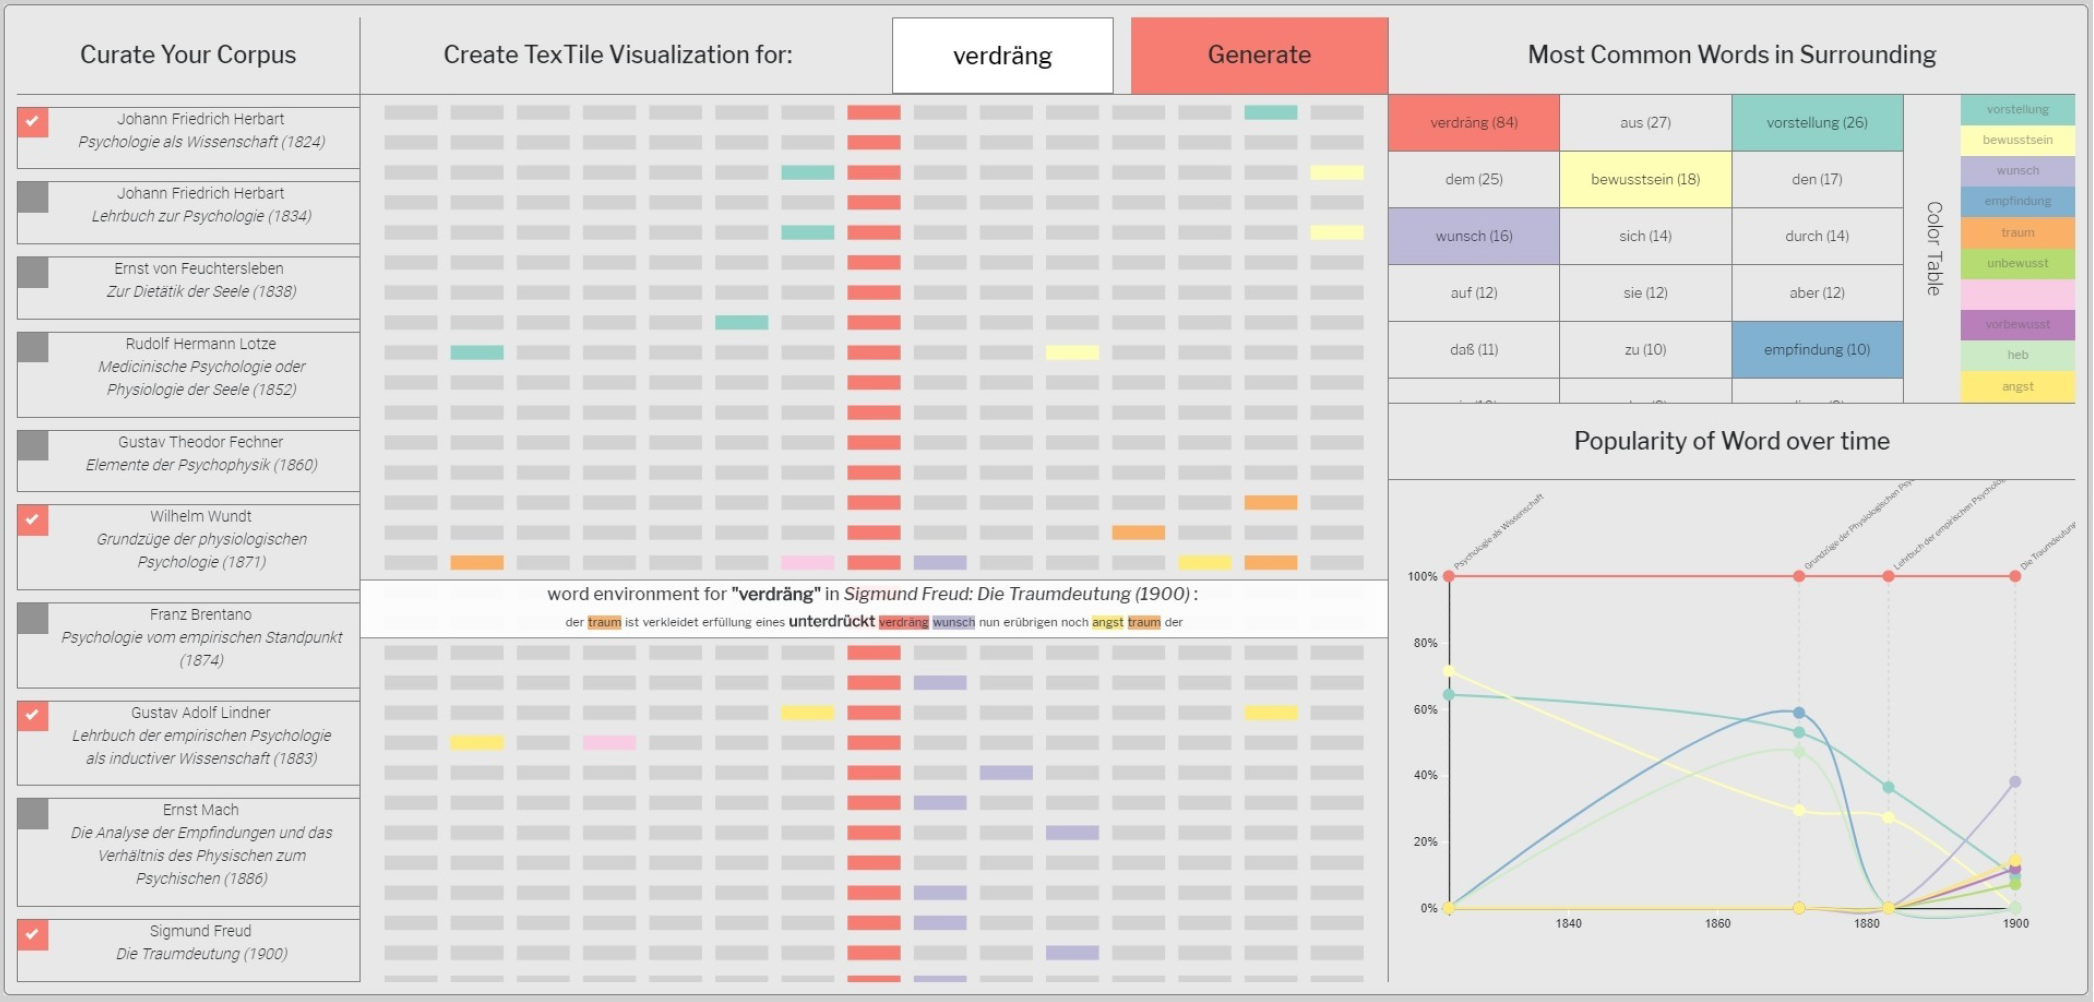 Curate Your Corpus
Create TexTile Visualization for:
verdräng
Generate
Most Common Words in Surrounding
Johann Friedrich Herbart
Psychologie als Wissenschaft (1824)
Johann Friedrich Herbart
Lehrbuch zur Psychologie (1834)
Ernst von Feuchtersleben
Zur Dietätik der Seele (1838)
Rudolf Hermann Lotze
Medicinische Psychologie oder
Physiologie der Seele (1852)
Gustav Theodor Fechner
Elemente der Psychophysik (1860)
Wilhelm Wundt
Grundzüge der physiologischen
Psychologie (1871)
Franz Brentano
Psychologie vom empirischen Standpunkt
(1874)
Gustav Adolf Lindner
Lehrbuch der empirischen Psychologie
als inductiver Wissenschaft (1883)
Ernst Mach
Die Analyse der Empfindungen und das
Verhältnis des Physischen zum
Psychischen (1886)
Sigmund Freud
Die Traumdeutung (1900)
word environment for "verdräng" in Sigmund Freud: Die Traumdeutung (1900) :
der traum ist verkleidet erfüllung eines unterdrückt verdräng wunsch nun erübrigen noch angst traum der
verdräng (84)
aus (27)
vorstellung (26)
dem (25)
bewusstsein (18)
den (17)
wunsch (16)
sich (14)
durch (14)
auf (12)
sie (12)
aber (12)
daß (11)
zu (10)
empfindung (10)
Color Table
vorstellung
bewusstsein
wunsch
empfindung
traum
unbewusst
vorbewusst
heb
angst
Popularity of Word over time
Psychologie als Wissenschaft
Grundzüge der Physiologischen
Lehrbuch der empirischen
Die Traumdeutung
100%
80%
60%
40%
20%
0%
1840
1860
1880
1900